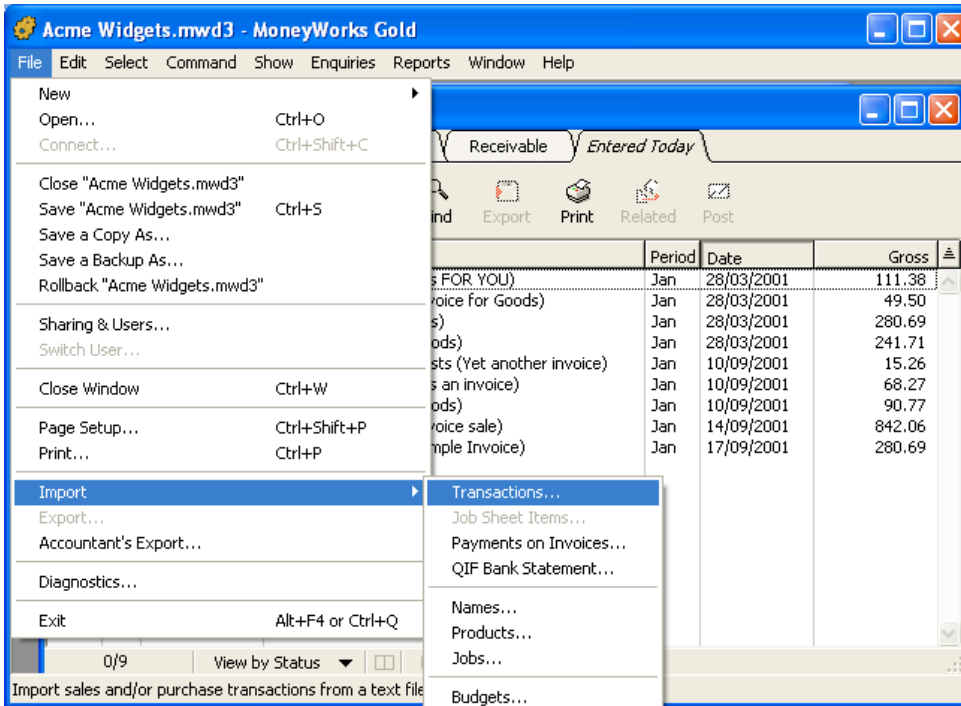 Acme Widgets.mwd3 - MoneyWorks Gold
File Edit Select Command Show Enquiries Reports Window Help
New
Open... Ctrl+O
Connect... Ctrl+Shift+C
Close "Acme Widgets.mwd3"
Save "Acme Widgets.mwd3" Ctrl+S
Save a Copy As...
Save a Backup As...
Rollback "Acme Widgets.mwd3"
Sharing & Users...
Switch User...
Close Window Ctrl+W
Page Setup... Ctrl+Shift+P
Print... Ctrl+P
Import
Export...
Accountant's Export...
Diagnostics...
Exit Alt+F4 or Ctrl+Q
Receivable Entered Today
ind Export Print Related Post
Period Date Gross
s FOR YOU) Jan 28/03/2001 111.38
voice for Goods) Jan 28/03/2001 49.50
s) Jan 28/03/2001 280.69
ods) Jan 28/03/2001 241.71
sts (Yet another invoice) Jan 10/09/2001 15.26
s an invoice) Jan 10/09/2001 68.27
ods) Jan 10/09/2001 90.77
voice sale) Jan 14/09/2001 842.06
mple Invoice) Jan 17/09/2001 280.69
Transactions...
Job Sheet Items...
Payments on Invoices...
QIF Bank Statement...
Names...
Products...
Jobs...
Budgets...
0/9 View by Status
Import sales and/or purchase transactions from a text file